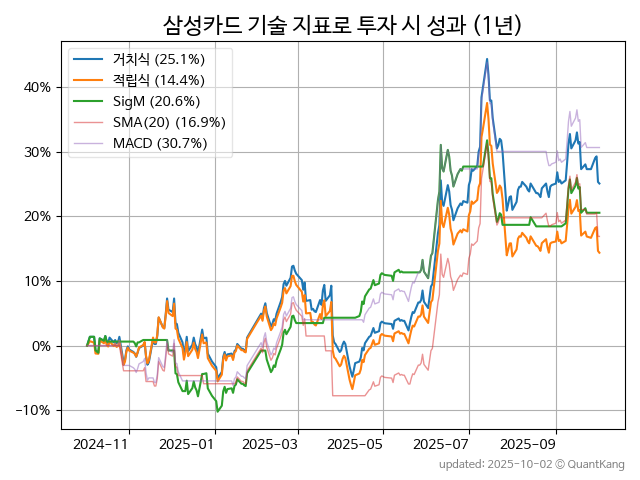 삼성카드 기술 지표로 투자 시 성과 (1년)
거치식 (25.1%)
적립식 (14.4%)
SigM (20.6%)
SMA(20) (16.9%)
MACD (30.7%)
40%
30%
20%
10%
0%
−10%
2024-11 2025-01 2025-03 2025-05 2025-07 2025-09
updated: 2025-10-02 © QuantKang